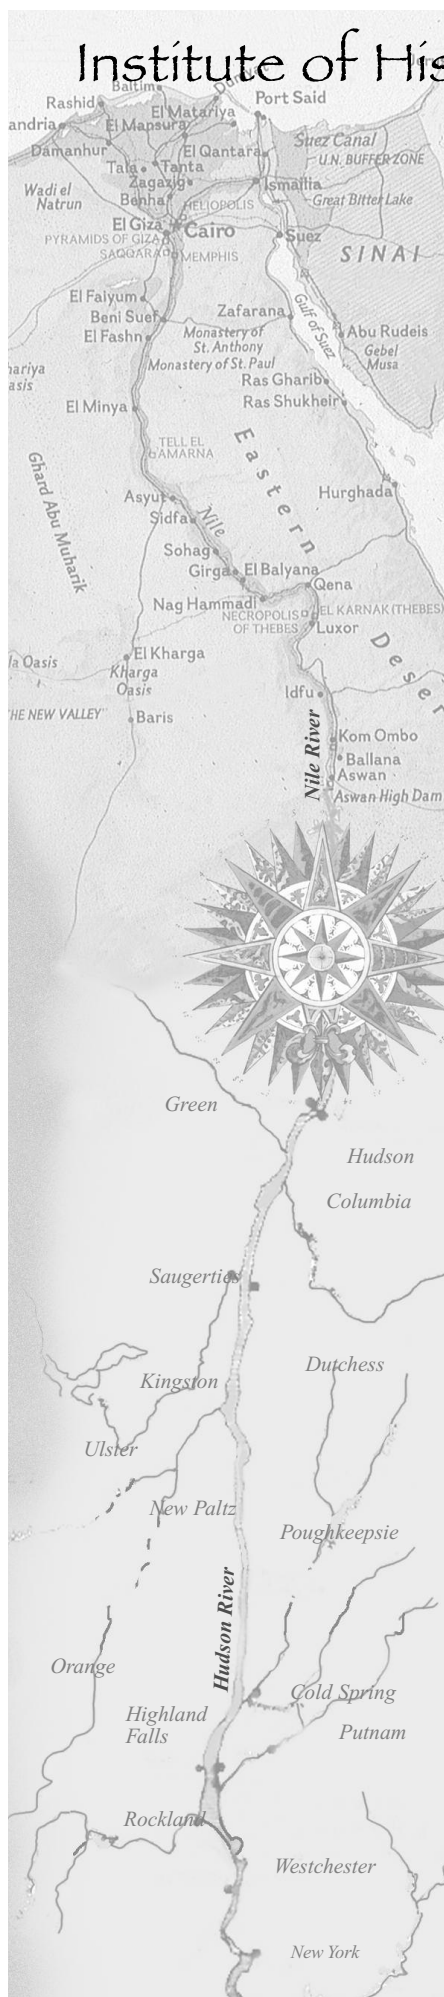 Institute of His
Baltim
Rashid
Port Said
andria
El Matariya
El Mapsura
Suez Canal
Damanhur
El Qantara
U.N. BUFFER ZONE
Tala
Tanta
Zagazig
Ismailia
Wadi el
Natrun
Benha
HELIOPOLIS
Great Bitter Lake
El Giza
Cairo
PYRAMIDS OF GIZA
Suez
SAQQARA
MEMPHIS
SINAI
El Faiyum
Beni Suef
Zafarana
Gulf of Suez
El Fashn
Monastery of
St. Anthony
Abu Rudeis
Monastery of St. Paul
Gebel
Musa
hariya
asis
Ras Gharib
El Minya
Ras Shukheir
TELL EL
AMARNA
Eastern
Ghard Abu Muharik
Asyut
Hurghada
Sidfa
Nile
Sohag
Girga
El Balyana
Qena
Nag Hammadi
NECROPOLIS
OF THEBES
EL KARNAK (THEBES)
Luxor
Deser
la Oasis
El Kharga
Kharga
Oasis
Idfu
HE NEW VALLEY"
Baris
Nile River
Kom Ombo
Ballana
Aswan
Aswan High Dam
Green
Hudson
Columbia
Saugerties
Dutchess
Kingston
Ulster
New Paltz
Poughkeepsie
Hudson River
Orange
Cold Spring
Highland
Falls
Putnam
Rockland
Westchester
New York